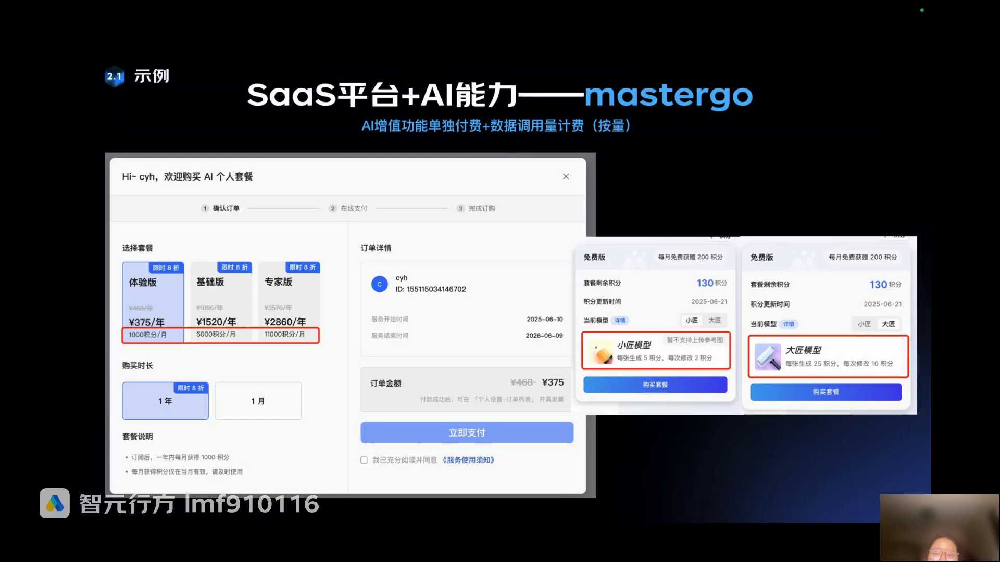 2.1 示例
SaaS平台+AI能力——mastergo
AI增值功能单独付费+数据调用量计费（按量）
Hi~ cyh，欢迎购买 AI 个人套餐
1 确认订单
2 在线支付
3 完成订购
选择套餐
限时 8 折
体验版
¥468/年
¥375/年
1000积分/月
限时 8 折
基础版
¥1896/年
¥1520/年
5000积分/月
限时 8 折
专家版
¥3576/年
¥2860/年
11000积分/月
购买时长
限时 8 折
1 年
1 月
套餐说明
• 订阅后，一年内每月获得 1000 积分
• 每月获得积分仅在当月有效，请及时使用
订单详情
C
cyh
ID: 155115034146702
服务开始时间 2025-06-10
服务结束时间 2026-06-09
订单金额 ¥468 ¥375
付款成功后，可在「个人设置-订单列表」开具发票
立即支付
我已充分阅读并同意 《服务使用须知》
免费版 每月免费获赠 200 积分
套餐剩余积分 130 积分
积分更新时间 2025-06-21
当前模型 详情 小匠 大匠
小匠模型 暂不支持上传参考图
每张生成 5 积分，每次修改 2 积分
购买套餐
免费版 每月免费获赠 200 积分
套餐剩余积分 130 积分
积分更新时间 2025-06-21
当前模型 详情 小匠 大匠
大匠模型
每张生成 25 积分，每次修改 10 积分
购买套餐
智元行方 lmf910116